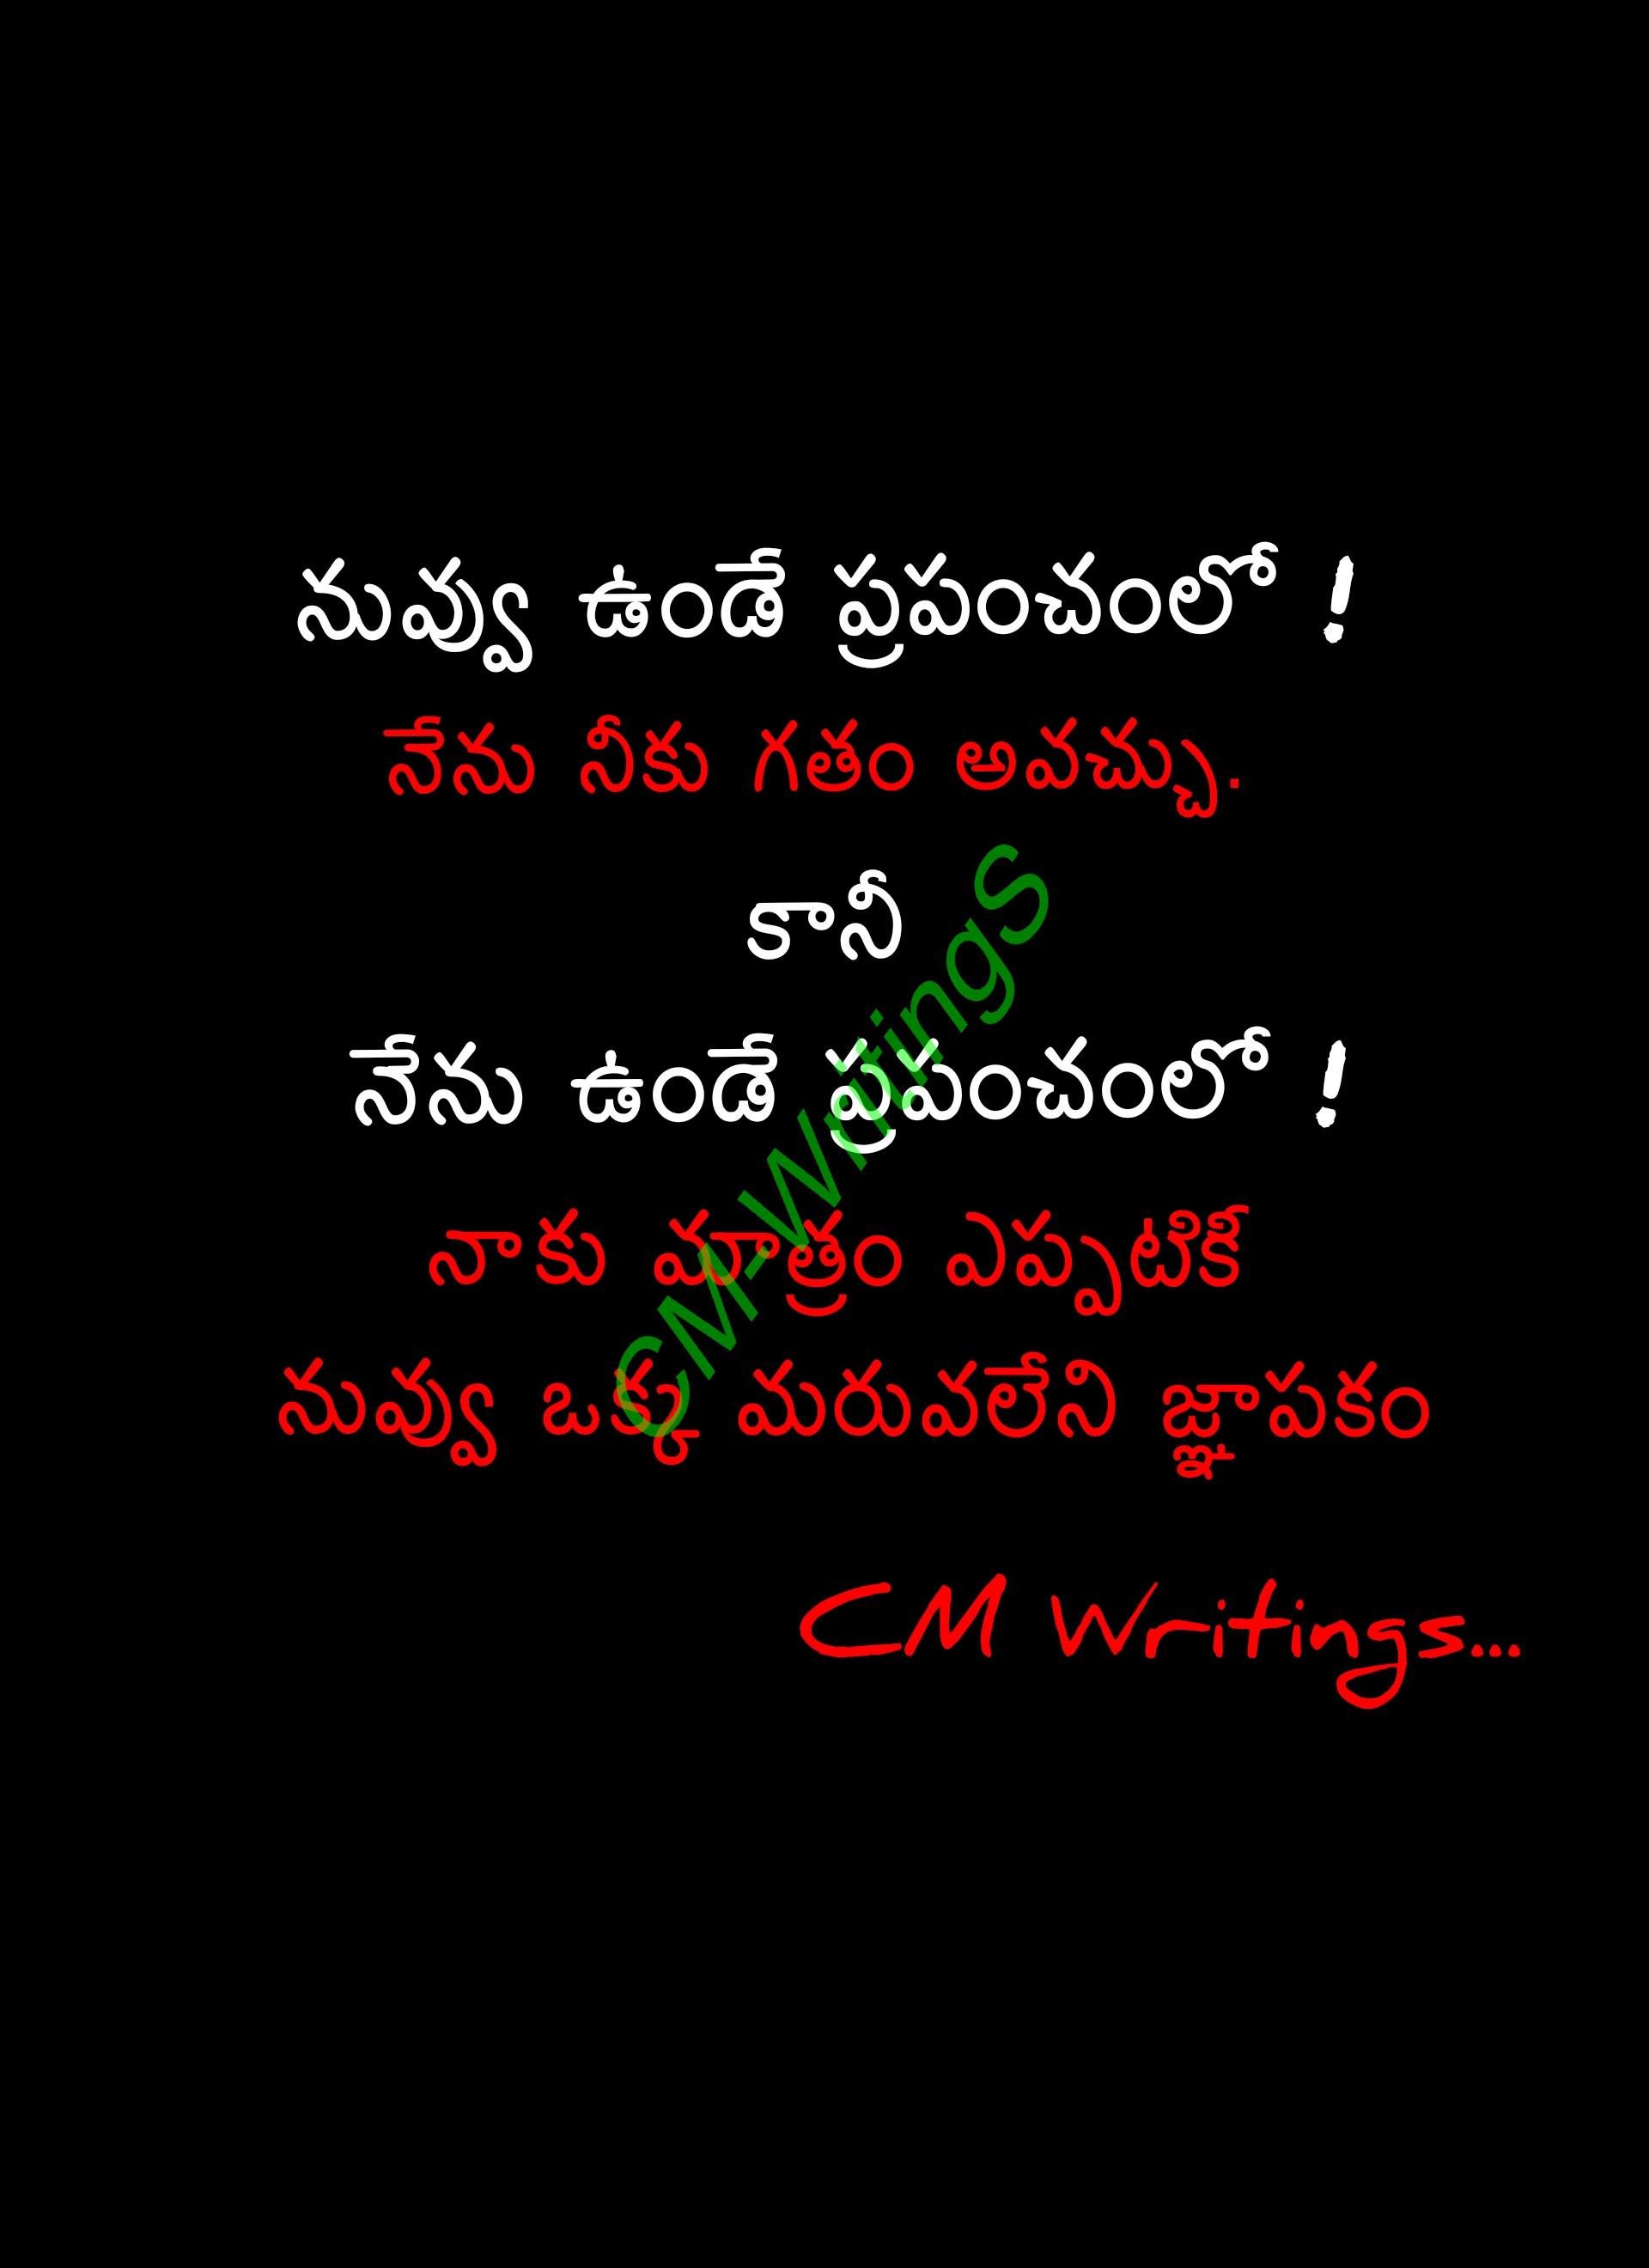 నువ్వు ఉండే ప్రపంచంలో !
నేను నీకు గతం అవచ్చు.
కానీ
నేను ఉండే ప్రపంచంలో !
నాకు మాత్రం ఎప్పటికీ
నువ్వు ఒక్క మరువలేని జ్ఞాపకం
CM Writings...
CM WritingS